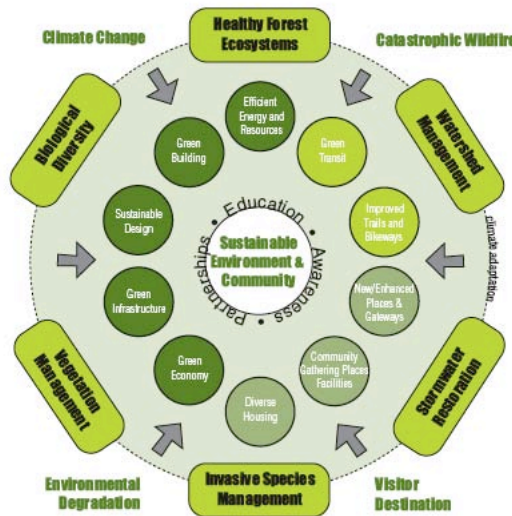 Healthy Forest
Ecosystems
Climate Change
Catastrophic Wildfire
Biological
Diversity
Watershed
Management
Efficient
Energy and
Resources
Green
Building
Green
Transit
Sustainable
Design
Improved
Trails and
Bikeways
Partnerships • Education • Awareness •
Sustainable
Environment &
Community
climate adaptation
Green
Infrastructure
New/Enhanced
Places &
Gateways
Green
Economy
Community
Gathering Places
Facilities
Diverse
Housing
Vegetation
Management
Stormwater
Restoration
Environmental
Degradation
Invasive Species
Management
Visitor
Destination